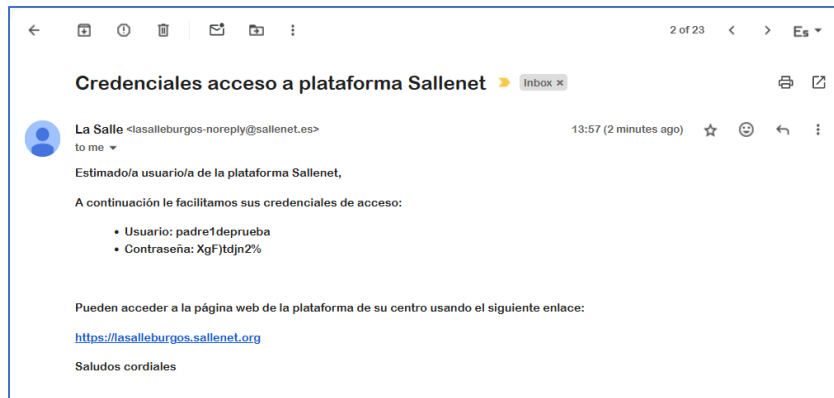 2 of 23
Es
Credenciales acceso a plataforma Sallenet
Inbox ×
La Salle <lasalleburgos-noreply@sallenet.es>
13:57 (2 minutes ago)
to me
Estimado/a usuario/a de la plataforma Sallenet,
A continuación le facilitamos sus credenciales de acceso:
• Usuario: padre1deprueba
• Contraseña: XgF)tdjn2%
Pueden acceder a la página web de la plataforma de su centro usando el siguiente enlace:
https://lasalleburgos.sallenet.org
Saludos cordiales